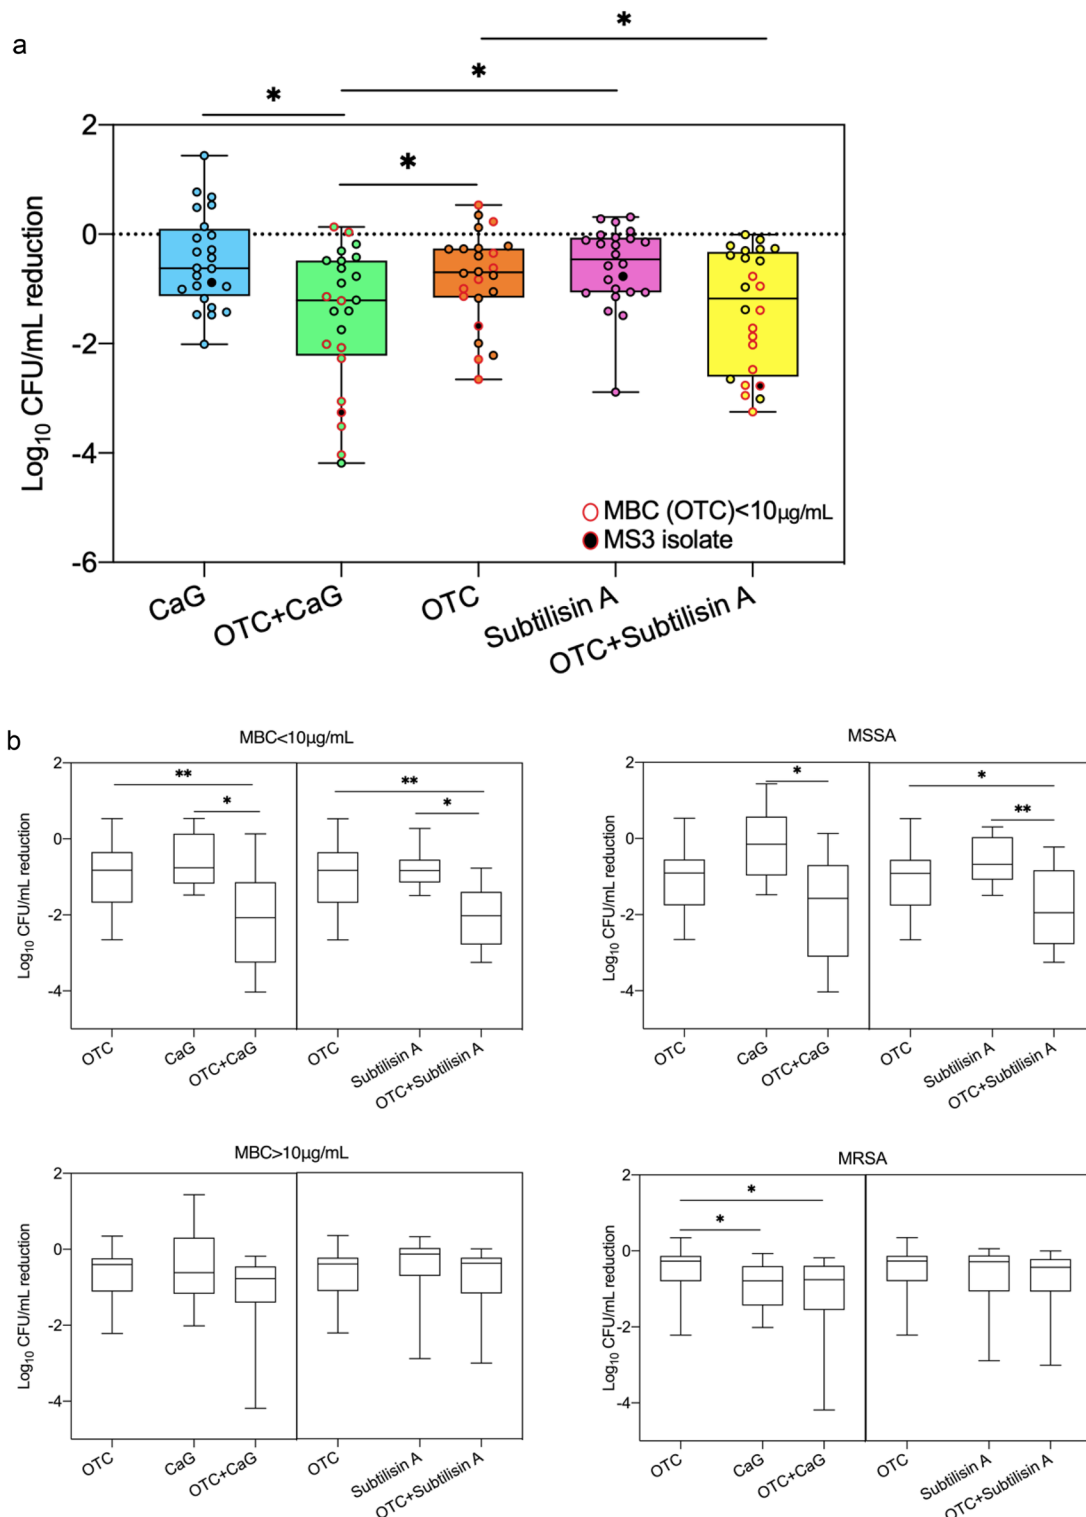 a
*
*
*
*
2
0
-2
-4
-6
Log10 CFU/mL reduction
MBC (OTC)<10µg/mL
MS3 isolate
CaG
OTC+CaG
OTC
Subtilisin A
OTC+Subtilisin A
b
MBC<10µg/mL
2
0
-2
-4
Log10 CFU/mL reduction
**
*
**
*
OTC
CaG
OTC+CaG
OTC
Subtilisin A
OTC+Subtilisin A
MSSA
2
0
-2
-4
Log10 CFU/mL reduction
*
*
**
OTC
CaG
OTC+CaG
OTC
Subtilisin A
OTC+Subtilisin A
MBC>10µg/mL
2
0
-2
-4
Log10 CFU/mL reduction
OTC
CaG
OTC+CaG
OTC
Subtilisin A
OTC+Subtilisin A
MRSA
2
0
-2
-4
Log10 CFU/mL reduction
*
*
OTC
CaG
OTC+CaG
OTC
Subtilisin A
OTC+Subtilisin A